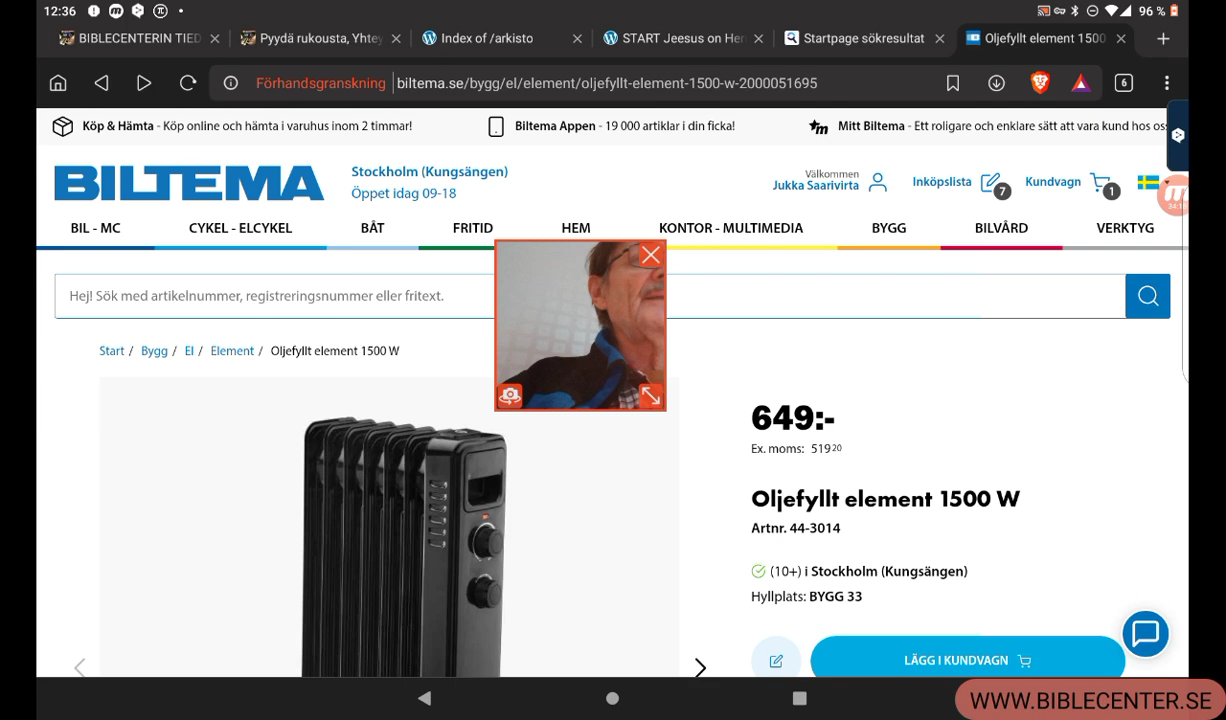 12:36
96 %
BIBLECENTERIN TIED
Pyydä rukousta, Yhtey
Index of /arkisto
START Jeesus on Her
Startpage sökresultat
Oljefyllt element 1500
Förhandsgranskning biltema.se/bygg/el/element/oljefyllt-element-1500-w-2000051695
6
Köp & Hämta - Köp online och hämta i varuhus inom 2 timmar!
Biltema Appen - 19 000 artiklar i din ficka!
Mitt Biltema - Ett roligare och enklare sätt att vara kund hos oss
BILTEMA
Stockholm (Kungsängen)
Öppet idag 09-18
Välkommen
Jukka Saarivirta
Inköpslista 7
Kundvagn 1
BIL - MC CYKEL - ELCYKEL BÅT FRITID HEM KONTOR - MULTIMEDIA BYGG BILVÅRD VERKTYG
Hej! Sök med artikelnummer, registreringsnummer eller fritext.
Start / Bygg / El / Element / Oljefyllt element 1500 W
649:-
Ex. moms: 519 20
Oljefyllt element 1500 W
Artnr. 44-3014
(10+) i Stockholm (Kungsängen)
Hyllplats: BYGG 33
LÄGG I KUNDVAGN
WWW.BIBLECENTER.SE